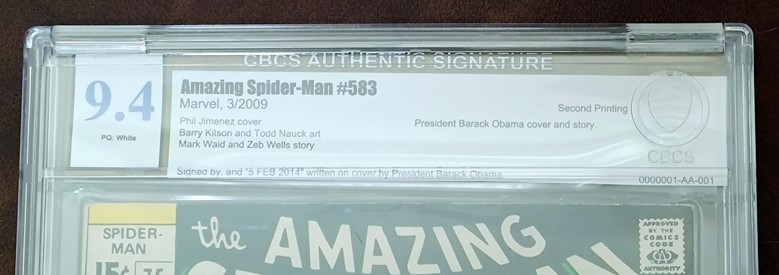 CBCS AUTHENTIC SIGNATURE
9.4
PQ: White
Amazing Spider-Man #583
Marvel, 3/2009
Second Printing
Phil Jimenez cover
President Barack Obama cover and story.
Barry Kitson and Todd Nauck art
Mark Waid and Zeb Wells story
Signed by, and "5 FEB 2014" written on cover by President Barack Obama
CBCS
0000001-AA-001
SPIDER-
MAN
15¢
the AMAZING
APPROVED
BY THE
COMICS
CODE
AUTHORITY